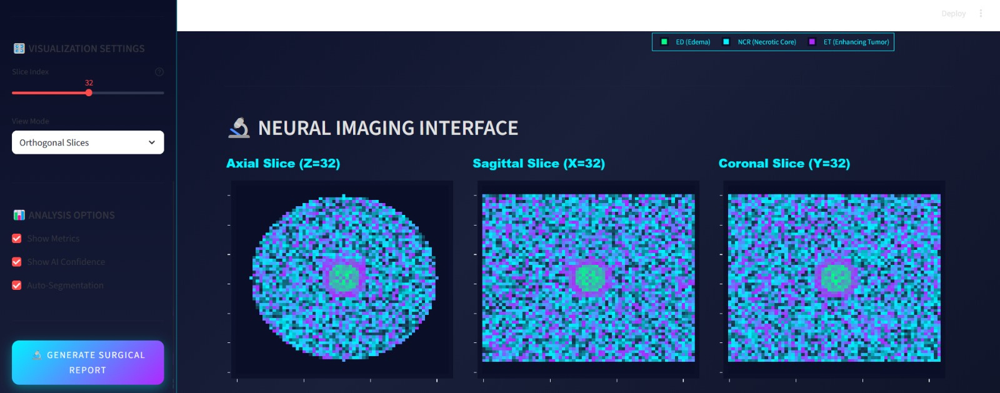 Deploy
VISUALIZATION SETTINGS
Slice Index
32
View Mode
Orthogonal Slices
ANALYSIS OPTIONS
Show Metrics
Show AI Confidence
Auto-Segmentation
GENERATE SURGICAL
REPORT
ED (Edema) NCR (Necrotic Core) ET (Enhancing Tumor)
NEURAL IMAGING INTERFACE
Axial Slice (Z=32) Sagittal Slice (X=32) Coronal Slice (Y=32)